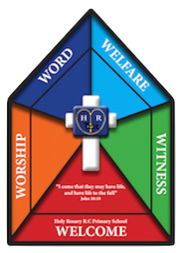 WORD
WELFARE
H R
WORSHIP
WITNESS
"I come that they may have life,
and have life to the full"
John 10:10
Holy Rosary R.C Primary School
WELCOME